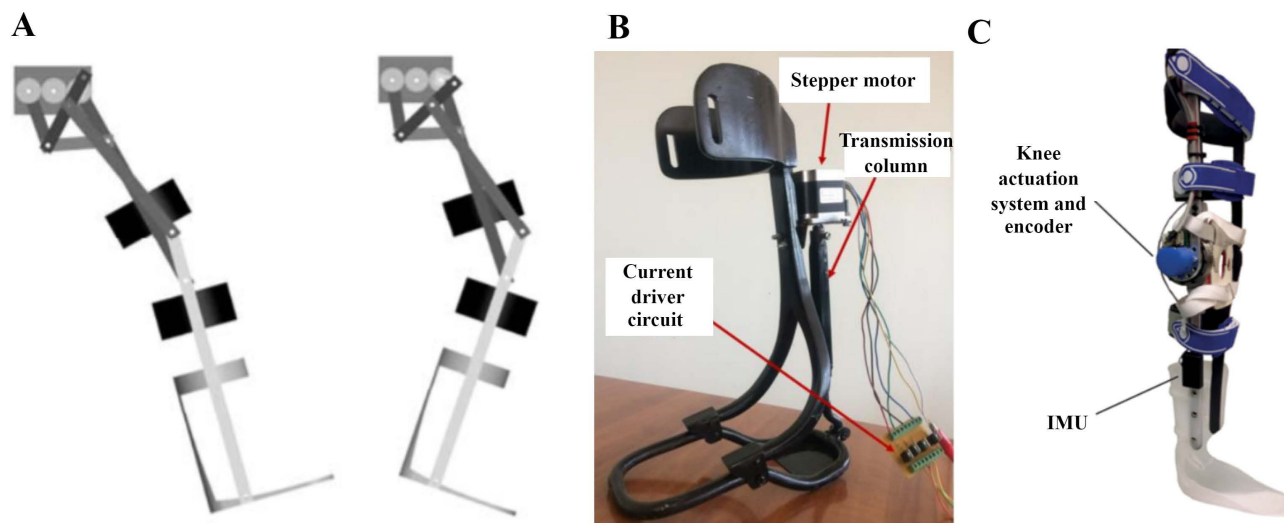 A
B
C
Stepper motor
Transmission
column
Current
driver
circuit
Knee
actuation
system and
encoder
IMU